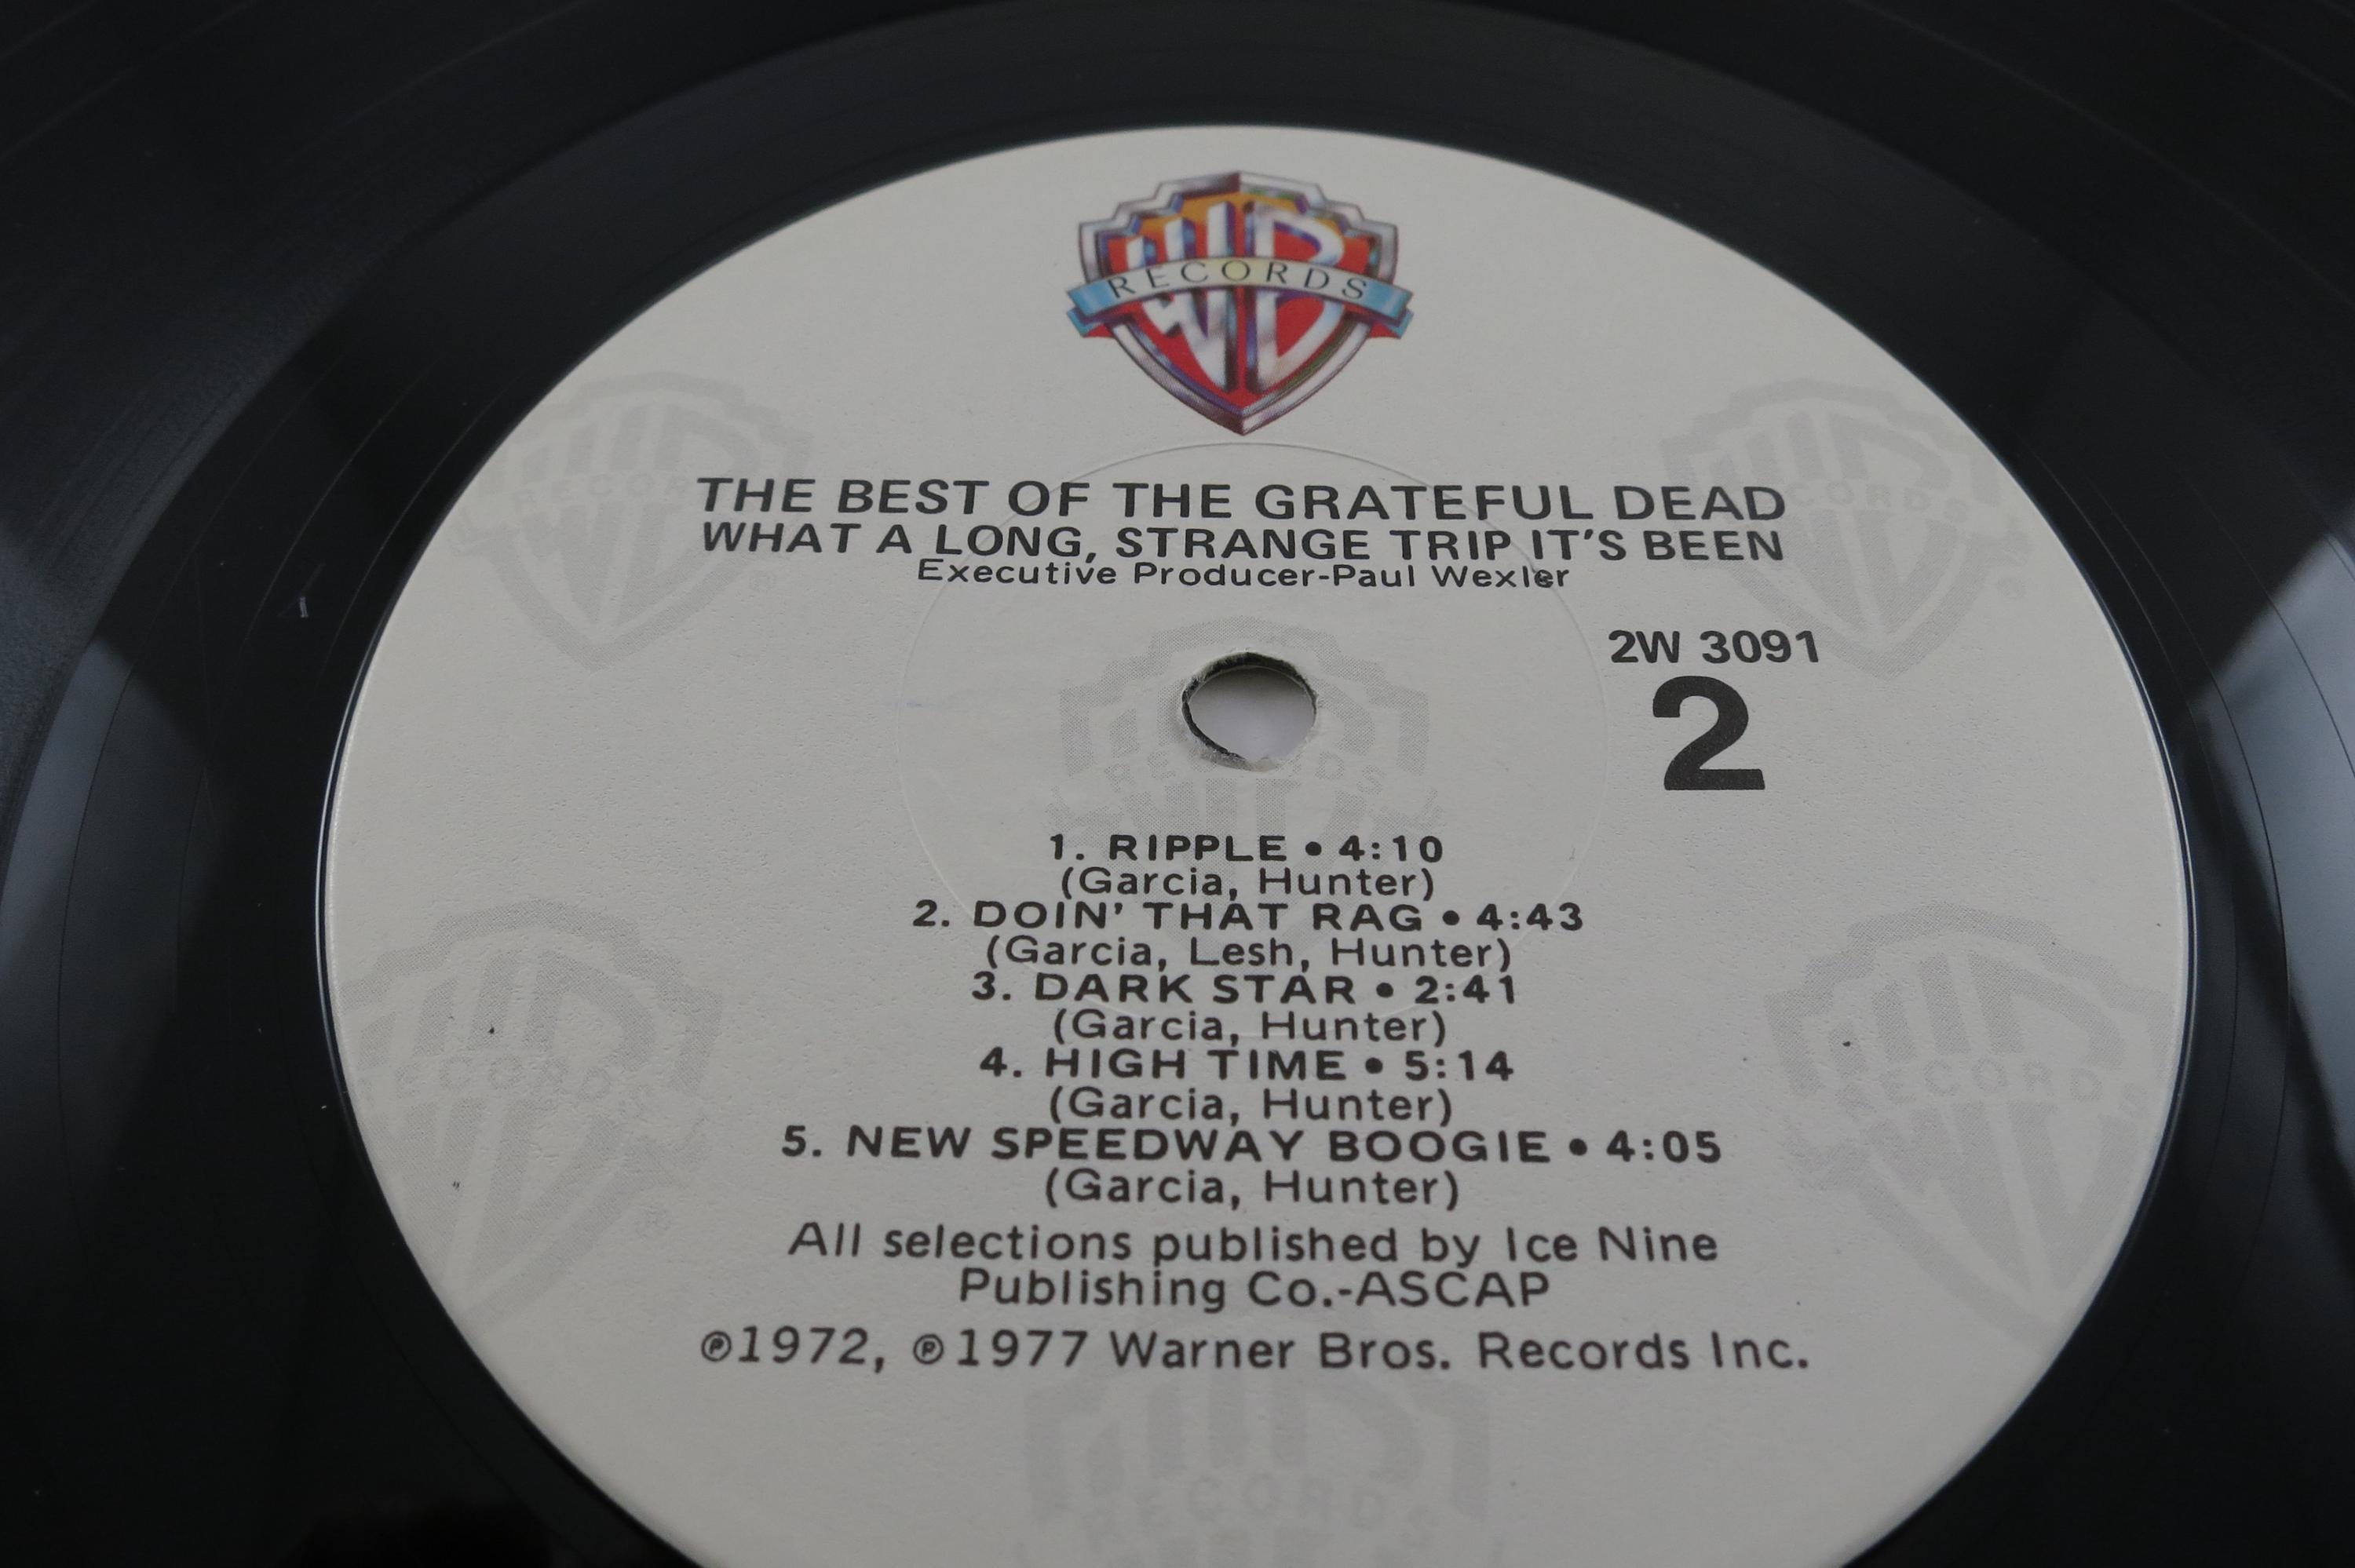 WB
RECORDS
THE BEST OF THE GRATEFUL DEAD
WHAT A LONG, STRANGE TRIP IT'S BEEN
Executive Producer-Paul Wexler
2W 3091
2
1. RIPPLE • 4:10
(Garcia, Hunter)
2. DOIN' THAT RAG • 4:43
(Garcia, Lesh, Hunter)
3. DARK STAR • 2:41
(Garcia, Hunter)
4. HIGH TIME • 5:14
(Garcia, Hunter)
5. NEW SPEEDWAY BOOGIE • 4:05
(Garcia, Hunter)
All selections published by Ice Nine
Publishing Co.-ASCAP
℗1972, ℗1977 Warner Bros. Records Inc.